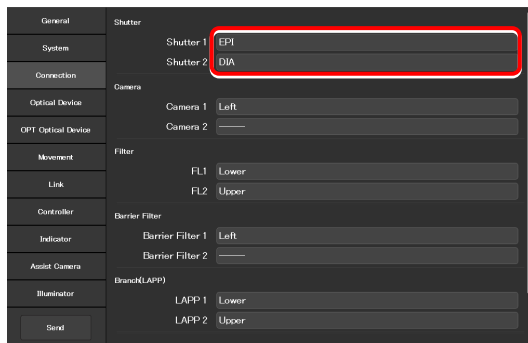 General
System
Connection
Optical Device
OPT Optical Device
Movement
Link
Controller
Indicator
Assist Camera
Illuminator
Send
Shutter
Shutter 1 EPI
Shutter 2 DIA
Camera
Camera 1 Left
Camera 2 ———
Filter
FL1 Lower
FL2 Upper
Barrier Filter
Barrier Filter 1 Left
Barrier Filter 2 ———
Branch(LAPP)
LAPP 1 Lower
LAPP 2 Upper